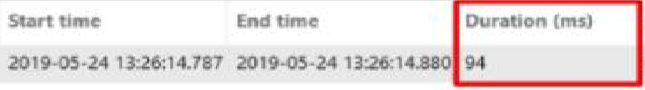 Start time End time Duration (ms)
2019-05-24 13:26:14.787 2019-05-24 13:26:14.880 94